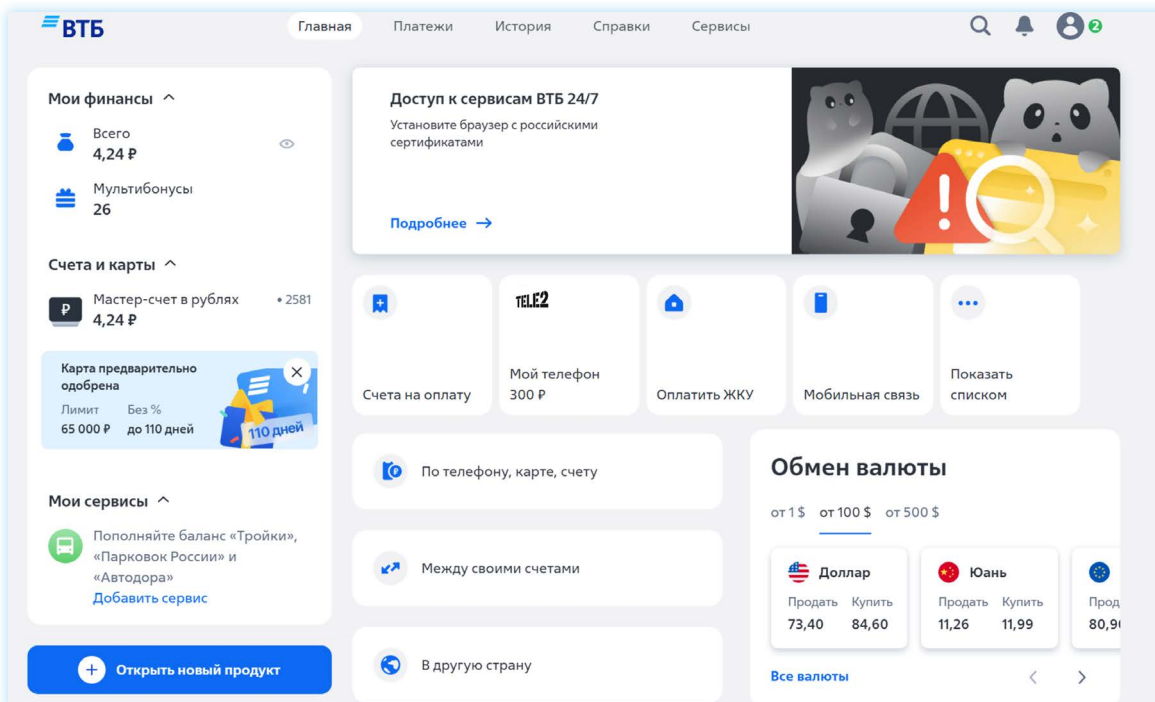 ВТБ
Главная
Платежи
История
Справки
Сервисы
2
Мои финансы
Всего
4,24 ₽
Мультибонусы
26
Счета и карты
Мастер-счет в рублях
• 2581
4,24 ₽
Карта предварительно
одобрена
Лимит
Без %
65 000 ₽
до 110 дней
110 дней
Мои сервисы
Пополняйте баланс «Тройки»,
«Парковок России» и
«Автодора»
Добавить сервис
Открыть новый продукт
Доступ к сервисам ВТБ 24/7
Установите браузер с российскими
сертификатами
Подробнее →
Счета на оплату
TELE2
Мой телефон
300 ₽
Оплатить ЖКУ
Мобильная связь
Показать
списком
По телефону, карте, счету
Между своими счетами
В другую страну
Обмен валюты
от 1 $
от 100 $
от 500 $
Доллар
Продать Купить
73,40 84,60
Юань
Продать Купить
11,26 11,99
Прод
80,9
Все валюты